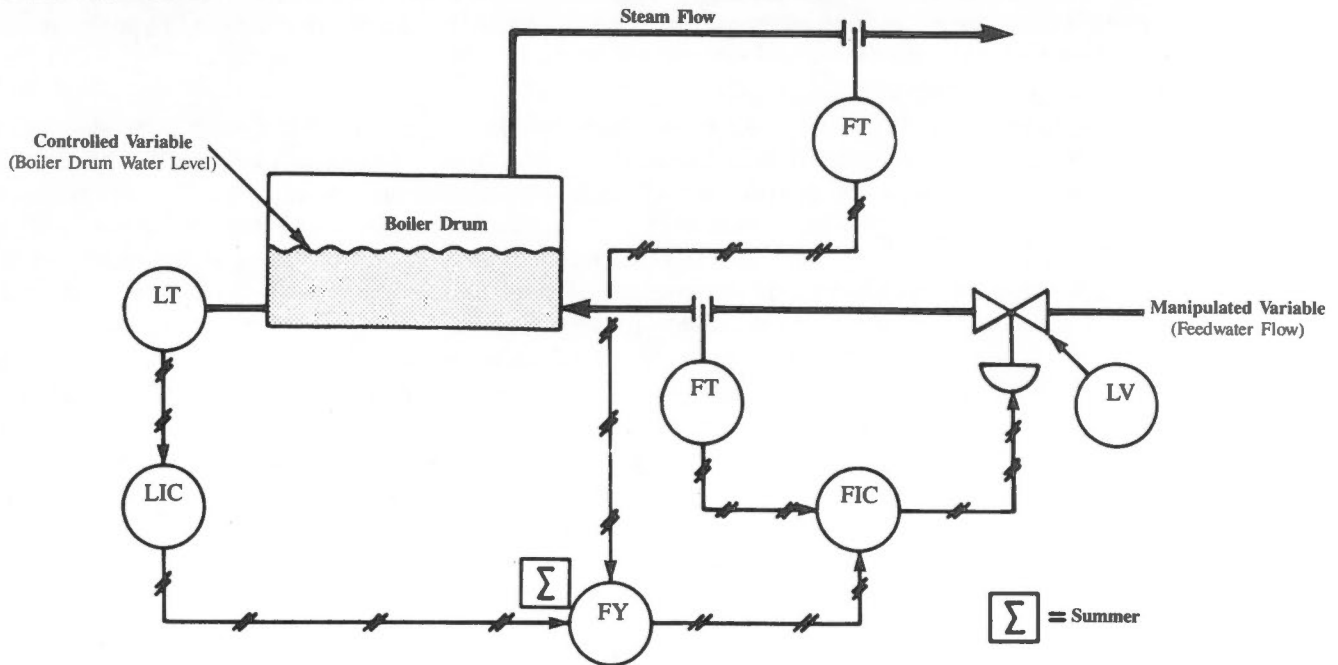 Steam Flow
FT
Controlled Variable
(Boiler Drum Water Level)
Boiler Drum
LT
Manipulated Variable
(Feedwater Flow)
FT
LV
LIC
FIC
Σ
FY
Σ = Summer